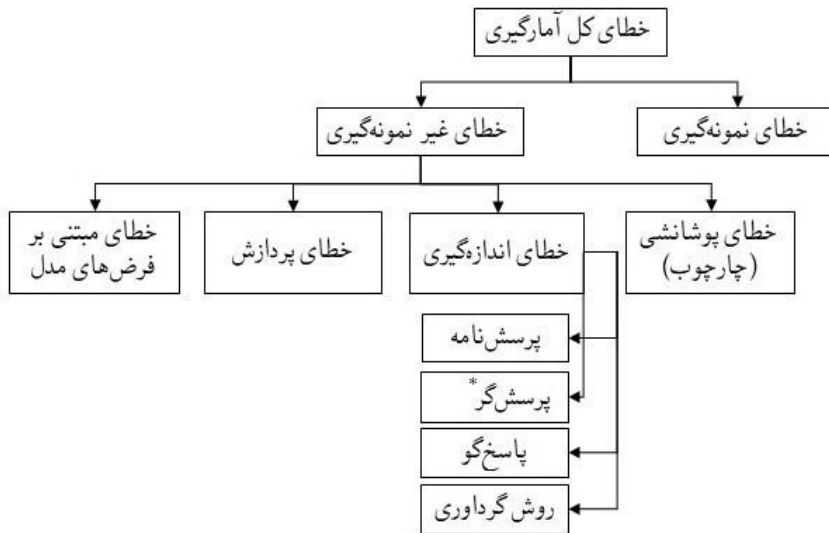 خطای کل آمارگیری
خطای نمونه‌گیری
خطای غیر نمونه‌گیری
خطای پوشانشی
(چارچوب)
خطای اندازه‌گیری
خطای پردازش
خطای مبتنی بر
فرض‌های مدل
پرسش‌نامه
پرسش‌گر*
پاسخ‌گو
روش گرداوری